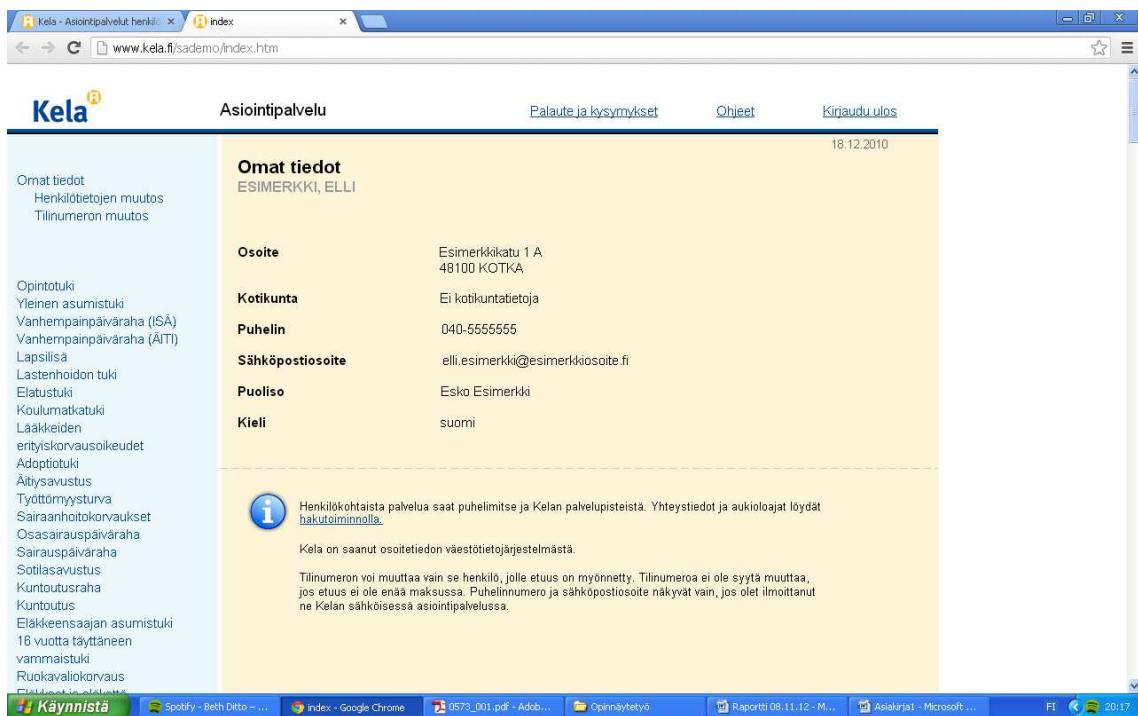 Kela - Asiointipalvelut henkilö
index
www.kela.fi/sademo/index.htm
Kela
Asiointipalvelu
Palaute ja kysymykset
Ohjeet
Kirjaudu ulos
18.12.2010
Omat tiedot
Henkilötietojen muutos
Tilinumeron muutos
Opintotuki
Yleinen asumistuki
Vanhempainpäiväraha (ISÄ)
Vanhempainpäiväraha (ÄITI)
Lapsilisä
Lastenhoidon tuki
Elatustuki
Koulumatkatuki
Lääkkeiden
erityiskorvausoikeudet
Adoptiotuki
Äitiysavustus
Työttömyysturva
Sairaanhoitokorvaukset
Osasairauspäiväraha
Sairauspäiväraha
Sotilasavustus
Kuntoutusraha
Kuntoutus
Eläkkeensaajan asumistuki
16 vuotta täyttäneen
vammaistuki
Ruokavaliokorvaus
Omat tiedot
ESIMERKKI, ELLI
Osoite Esimerkkikatu 1 A
48100 KOTKA
Kotikunta Ei kotikuntatietoja
Puhelin 040-5555555
Sähköpostiosoite elli.esimerkki@esimerkkiosoite.fi
Puoliso Esko Esimerkki
Kieli suomi
Henkilökohtaista palvelua saat puhelimitse ja Kelan palvelupisteistä. Yhteystiedot ja aukioloajat löydät
hakutoiminnolla.
Kela on saanut osoitetiedon väestötietojärjestelmästä.
Tilinumeron voi muuttaa vain se henkilö, jolle etuus on myönnetty. Tilinumeroa ei ole syytä muuttaa,
jos etuus ei ole enää maksussa. Puhelinnumero ja sähköpostiosoite näkyvät vain, jos olet ilmoittanut
ne Kelan sähköisessä asiointipalvelussa.
Käynnistä
Spotify - Beth Ditto – ...
index - Google Chrome
0573_001.pdf - Adob...
Opinnäytetyö
Raportti 08.11.12 - M...
Asiakirja1 - Microsoft ...
FI
20:17